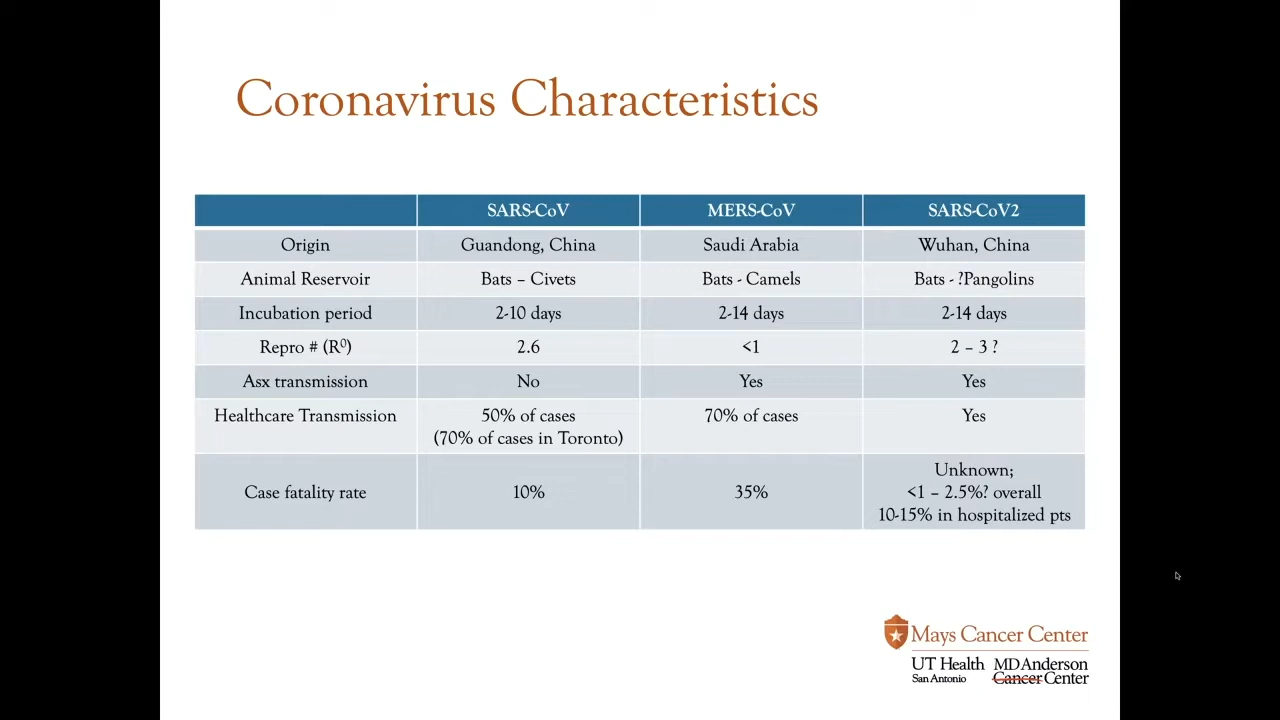 Coronavirus Characteristics
SARS-CoV MERS-CoV SARS-CoV2
Origin Guandong, China Saudi Arabia Wuhan, China
Animal Reservoir Bats – Civets Bats - Camels Bats - ?Pangolins
Incubation period 2-10 days 2-14 days 2-14 days
Repro # (R⁰) 2.6 <1 2 – 3 ?
Asx transmission No Yes Yes
Healthcare Transmission 50% of cases 70% of cases Yes
(70% of cases in Toronto)
Unknown;
Case fatality rate 10% 35% <1 – 2.5%? overall
10-15% in hospitalized pts
Mays Cancer Center
UT Health MD Anderson
San Antonio Cancer Center